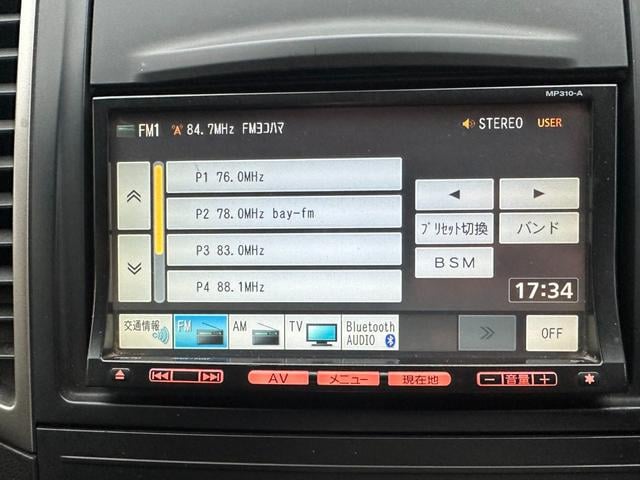 MP310-A
FM1 84.7MHz FMヨコハマ STEREO USER
P1 76.0MHz
P2 78.0MHz bay-fm
P3 83.0MHz
P4 88.1MHz
プリセット切換 バンド
BSM
17:34
交通情報 FM AM TV Bluetooth AUDIO OFF
AV メニュー 現在地 － 音量 ＋